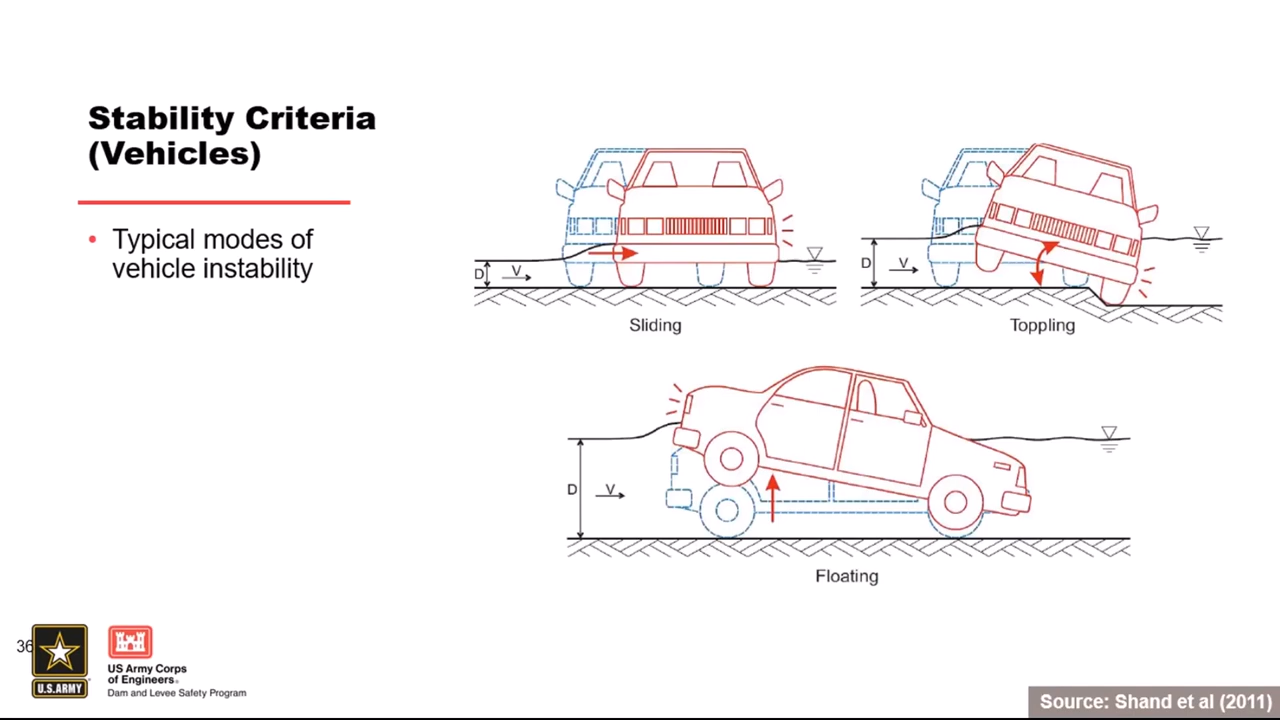 Stability Criteria
(Vehicles)
• Typical modes of
vehicle instability
D
V
Sliding
D
V
Toppling
D
V
Floating
36
U.S.ARMY
US Army Corps
of Engineers®
Dam and Levee Safety Program
Source: Shand et al (2011)